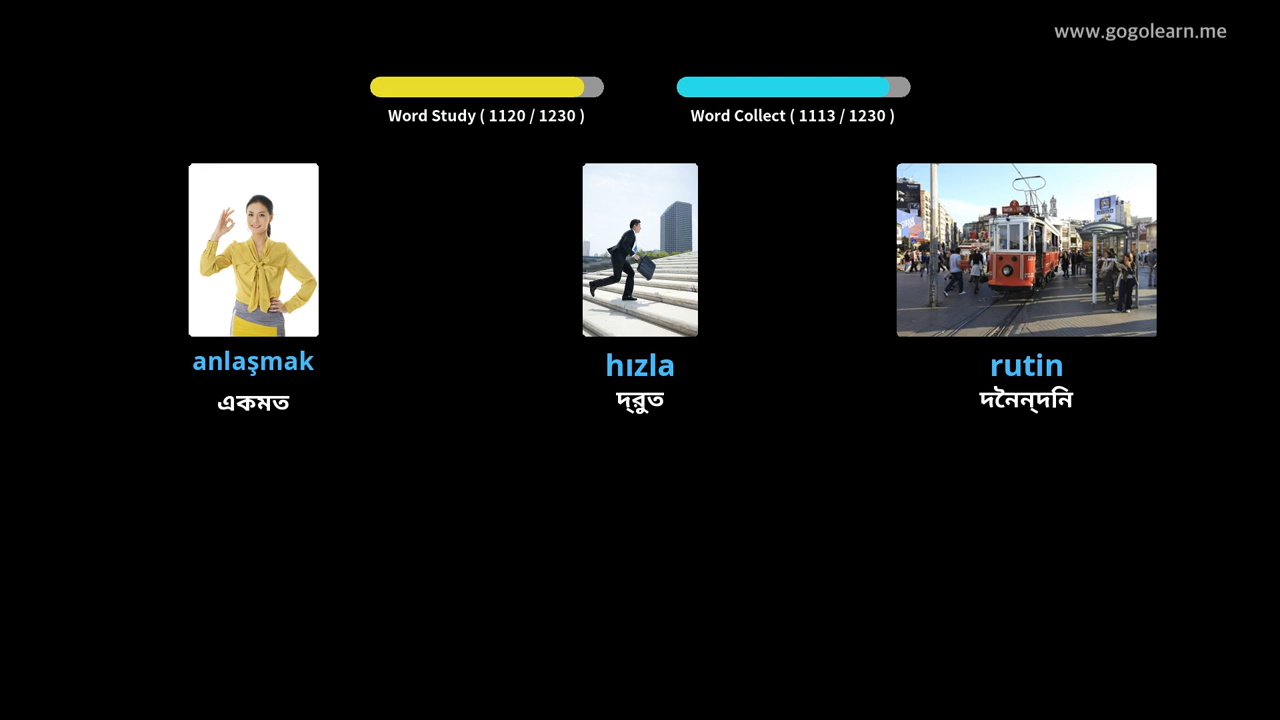 www.gogolearn.me
Word Study ( 1120 / 1230 )
Word Collect ( 1113 / 1230 )
anlaşmak
একমত
hızla
দ্রুত
rutin
দৈনন্দিন